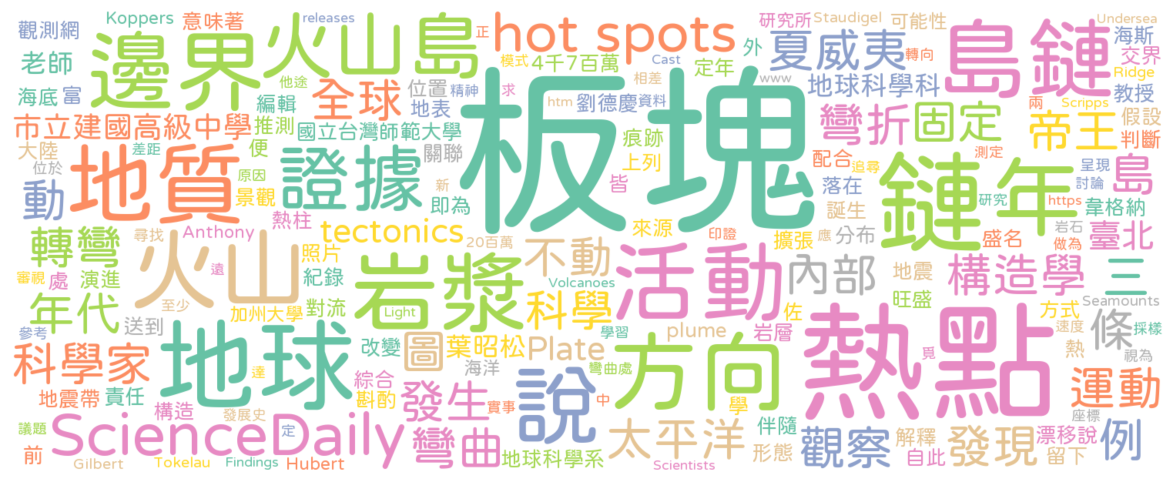 觀測網 Koppers 意味著 releases 正 hot spots 研究所 Staudigel 可能性 Undersea
老師 邊界 火山島 模式 4千7百萬 Cast 外 夏威夷 轉向 島鏈 海斯 交界
海底 富 他途 編輯 全球 位置 精神 地表 求 相差 定年 htm 劉德慶 資料 www 地球科學科 教授 Ridge
市立建國高級中學 推測 國立台灣師範大學 板塊 痕跡 彎折 固定 帝王 兩 Scripps 假設 判斷
大陸 差距 便 證據 關聯 上列 配合 追尋 測定 呈現 島
位於 地質 原因 景觀 新 即為 皆 落在 鏈 年 研究 討論 韋格納
動 熱柱 誕生 https 岩石
轉彎 尋找 Anthony 照片 tectonics 20百萬 來源 印證 擴張 應 分布 盛名 做為 臺北
審視 處 演進 遠 火山 紀錄 岩漿 不動 活動 內部 地震 構造學 三
年代 至少 對流 Light Volcanoes 科學 佐 旺盛 方式 Seamounts
參考 送到 加州大學 學習 plume 岩層 速度 採樣
科學家 地球 改變 圖 葉昭松 Plate 方向 覓 熱點 熱 視為 條
地震帶 責任 達 綜合 海洋 彎曲處 運動
構造 斟酌 發生 實事 說 中 學 伴隨 座標
議題 發展史 定 ScienceDaily 彎曲 太平洋 形態 觀察 解釋 發現 漂移說 例
前 Gilbert Tokelau Findings Hubert 地球科學系 Scientists 自此 留下